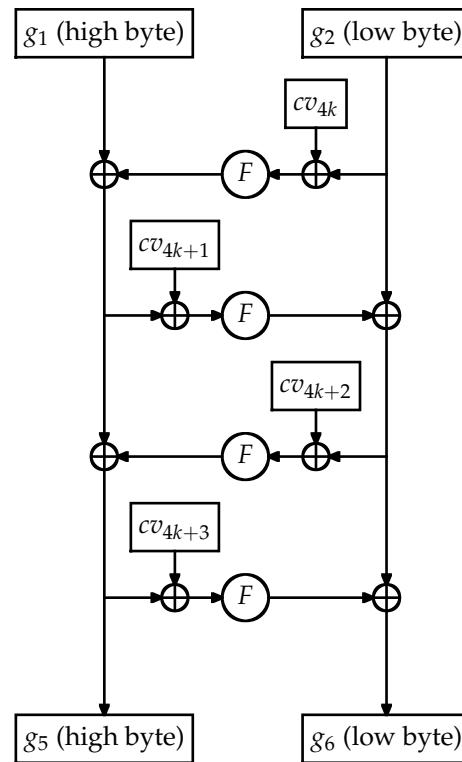 g₁ (high byte) g₂ (low byte)
cv₄ₖ
F
cv₄ₖ₊₁
F
cv₄ₖ₊₂
F
cv₄ₖ₊₃
F
g₅ (high byte) g₆ (low byte)